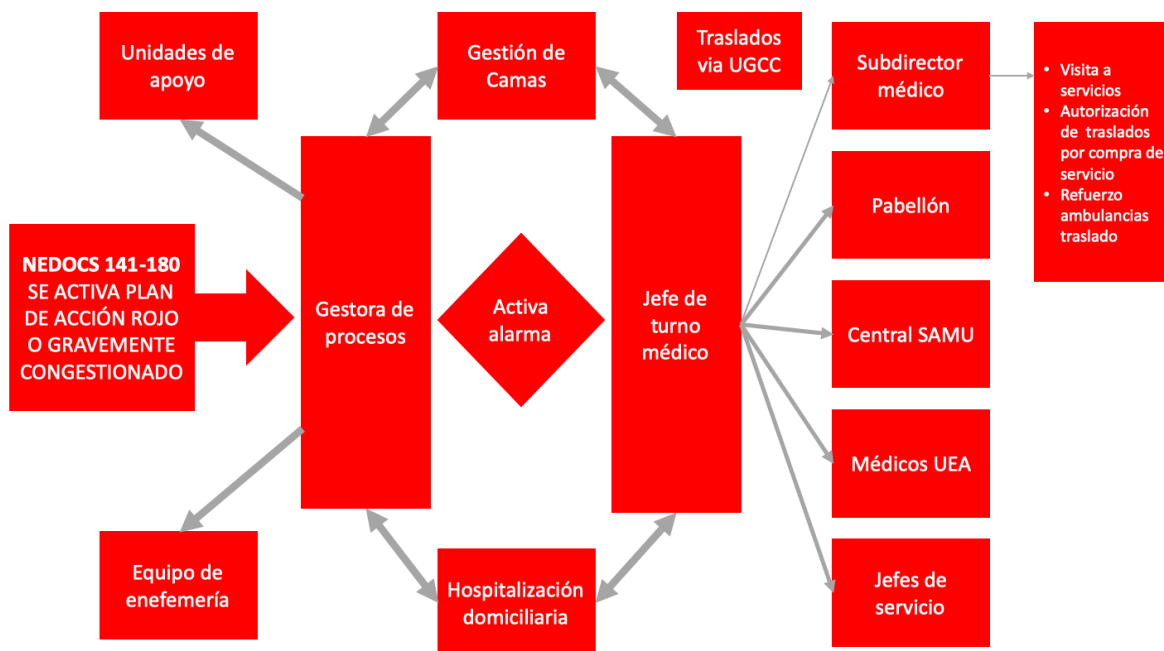 Unidades de
apoyo
Gestión de
Camas
Traslados
via UGCC
Subdirector
médico
• Visita a
servicios
• Autorización
de traslados
por compra de
servicio
• Refuerzo
ambulancias
traslado
Pabellón
NEDOCS 141-180
SE ACTIVA PLAN
DE ACCIÓN ROJO
O GRAVEMENTE
CONGESTIONADO
Gestora de
procesos
Activa
alarma
Jefe de
turno
médico
Central SAMU
Médicos UEA
Equipo de
enefemería
Hospitalización
domiciliaria
Jefes de
servicio